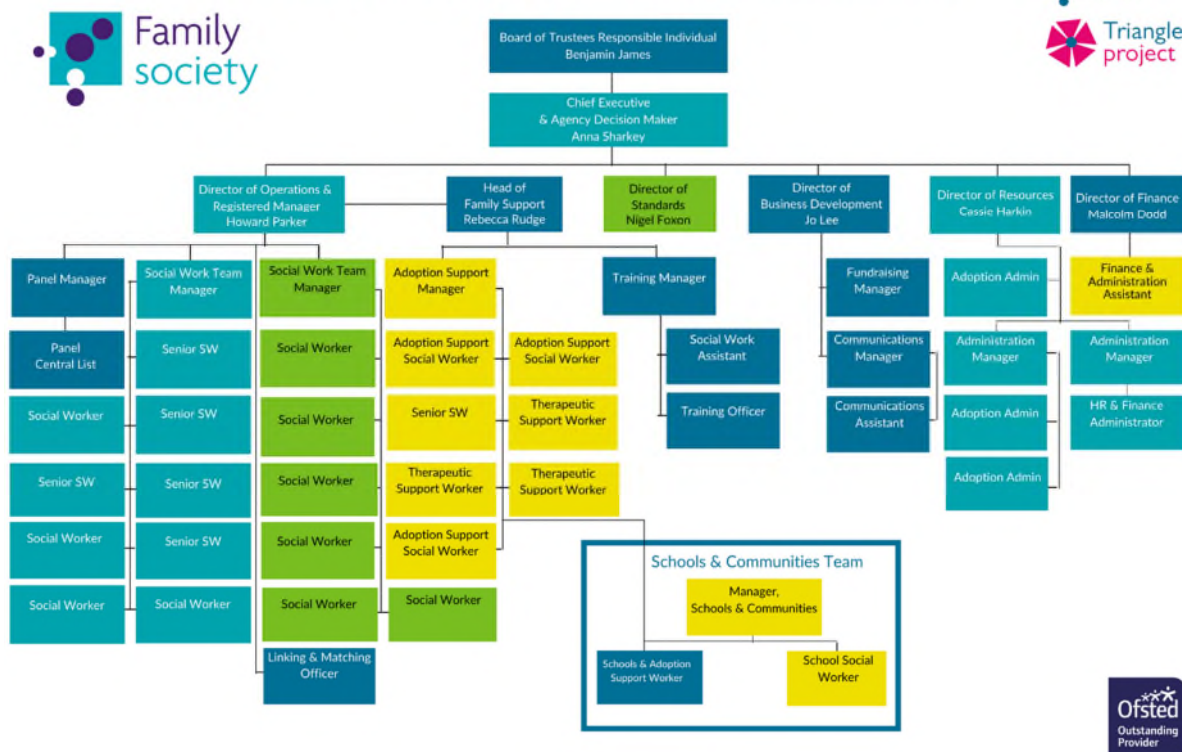 Family
society
Board of Trustees Responsible Individual
Benjamin James
Triangle
project
Chief Executive
& Agency Decision Maker
Anna Sharkey
Director of Operations &
Registered Manager
Howard Parker
Head of
Family Support
Rebecca Rudge
Director of
Standards
Nigel Foxon
Director of
Business Development
Jo Lee
Director of Resources
Cassie Harkin
Director of Finance
Malcolm Dodd
Panel Manager
Social Work Team
Manager
Social Work Team
Manager
Adoption Support
Manager
Training Manager
Fundraising
Manager
Adoption Admin
Finance &
Administration
Assistant
Panel
Central List
Senior SW
Social Worker
Adoption Support
Social Worker
Adoption Support
Social Worker
Social Work
Assistant
Communications
Manager
Administration
Manager
Administration
Manager
Social Worker
Senior SW
Social Worker
Senior SW
Therapeutic
Support Worker
Training Officer
Communications
Assistant
Adoption Admin
HR & Finance
Administrator
Senior SW
Senior SW
Social Worker
Therapeutic
Support Worker
Therapeutic
Support Worker
Adoption Admin
Social Worker
Senior SW
Social Worker
Adoption Support
Social Worker
Schools & Communities Team
Social Worker
Social Worker
Social Worker
Social Worker
Manager,
Schools & Communities
Linking & Matching
Officer
Schools & Adoption
Support Worker
School Social
Worker
Ofsted
Outstanding
Provider